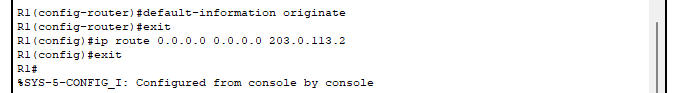 R1(config-router)#default-information originate
R1(config-router)#exit
R1(config)#ip route 0.0.0.0 0.0.0.0 203.0.113.2
R1(config)#exit
R1#
%SYS-5-CONFIG_I: Configured from console by console